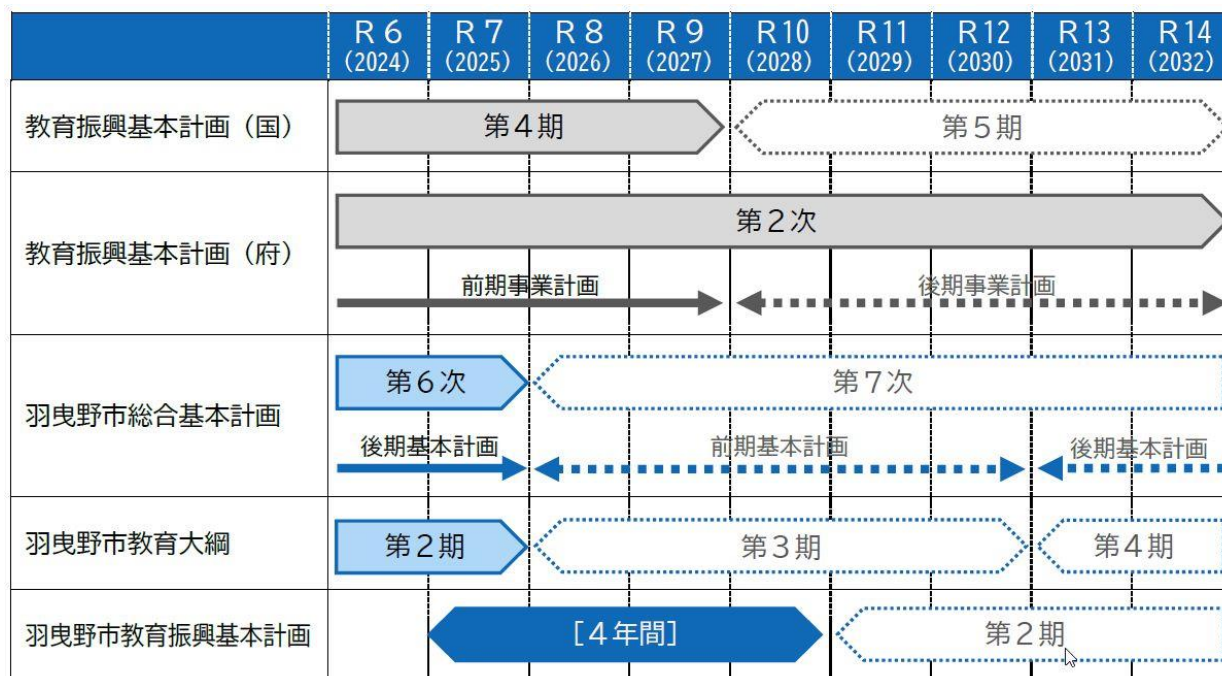 R6 R7 R8 R9 R10 R11 R12 R13 R14
(2024) (2025) (2026) (2027) (2028) (2029) (2030) (2031) (2032)
教育振興基本計画（国） 第4期 第5期
第2次
教育振興基本計画（府）
前期事業計画 後期事業計画
第6次 第7次
羽曳野市総合基本計画
後期基本計画 前期基本計画 後期基本計画
羽曳野市教育大綱 第2期 第3期 第4期
羽曳野市教育振興基本計画 [4年間] 第2期